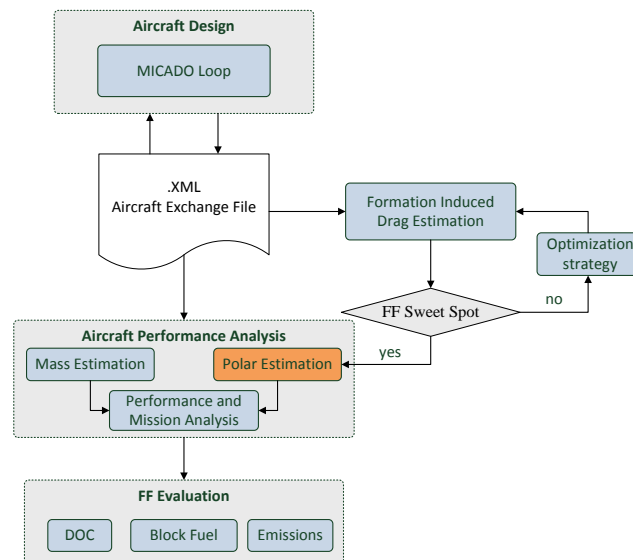 Aircraft Design
MICADO Loop
.XML
Aircraft Exchange File
Formation Induced
Drag Estimation
Optimization
strategy
FF Sweet Spot
no
yes
Aircraft Performance Analysis
Mass Estimation
Polar Estimation
Performance and
Mission Analysis
FF Evaluation
DOC
Block Fuel
Emissions